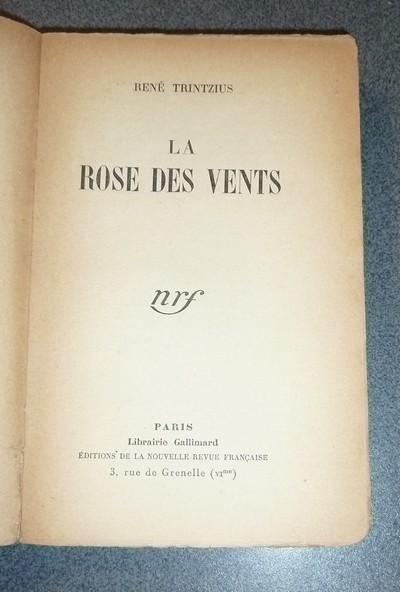 RENÉ TRINTZIUS
LA
ROSE DES VENTS
nrf
PARIS
Librairie Gallimard
ÉDITIONS DE LA NOUVELLE REVUE FRANÇAISE
3, rue de Grenelle (VIme)